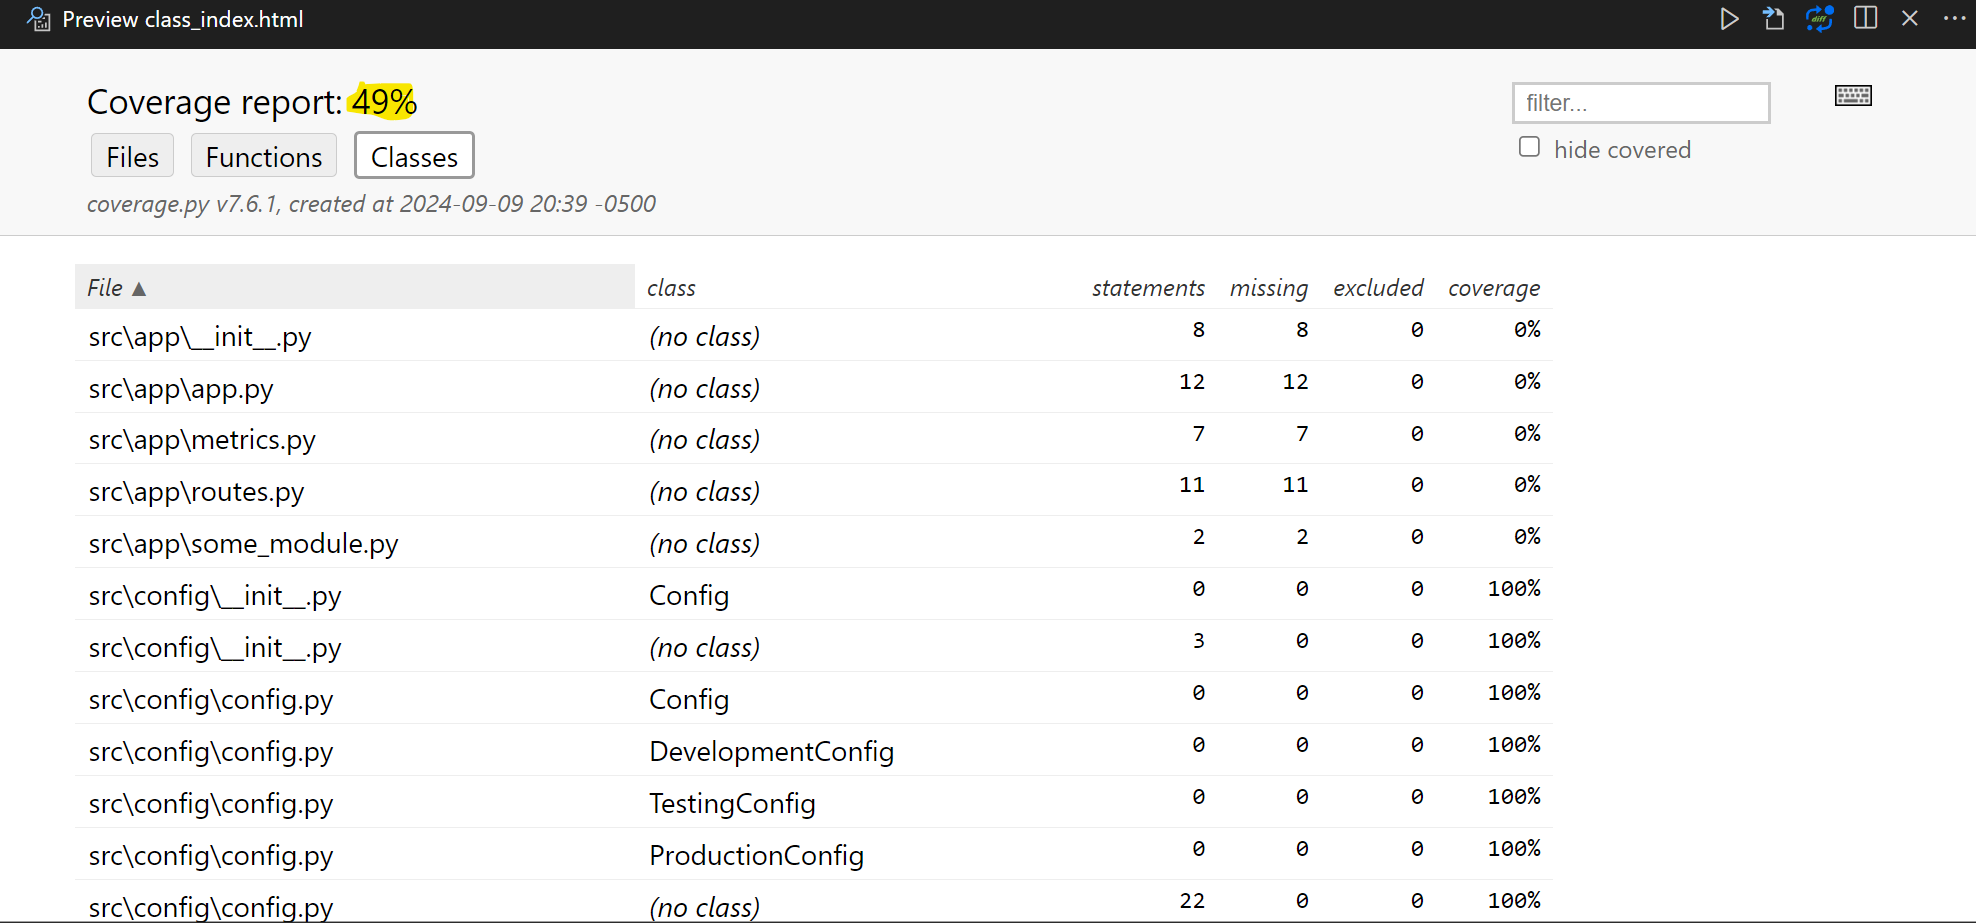 Preview class_index.html
Coverage report: 49%
filter...
hide covered
Files Functions Classes
coverage.py v7.6.1, created at 2024-09-09 20:39 -0500
File ▲ class statements missing excluded coverage
src\app\__init__.py (no class) 8 8 0 0%
src\app\app.py (no class) 12 12 0 0%
src\app\metrics.py (no class) 7 7 0 0%
src\app\routes.py (no class) 11 11 0 0%
src\app\some_module.py (no class) 2 2 0 0%
src\config\__init__.py Config 0 0 0 100%
src\config\__init__.py (no class) 3 0 0 100%
src\config\config.py Config 0 0 0 100%
src\config\config.py DevelopmentConfig 0 0 0 100%
src\config\config.py TestingConfig 0 0 0 100%
src\config\config.py ProductionConfig 0 0 0 100%
src\config\config.py (no class) 22 0 0 100%